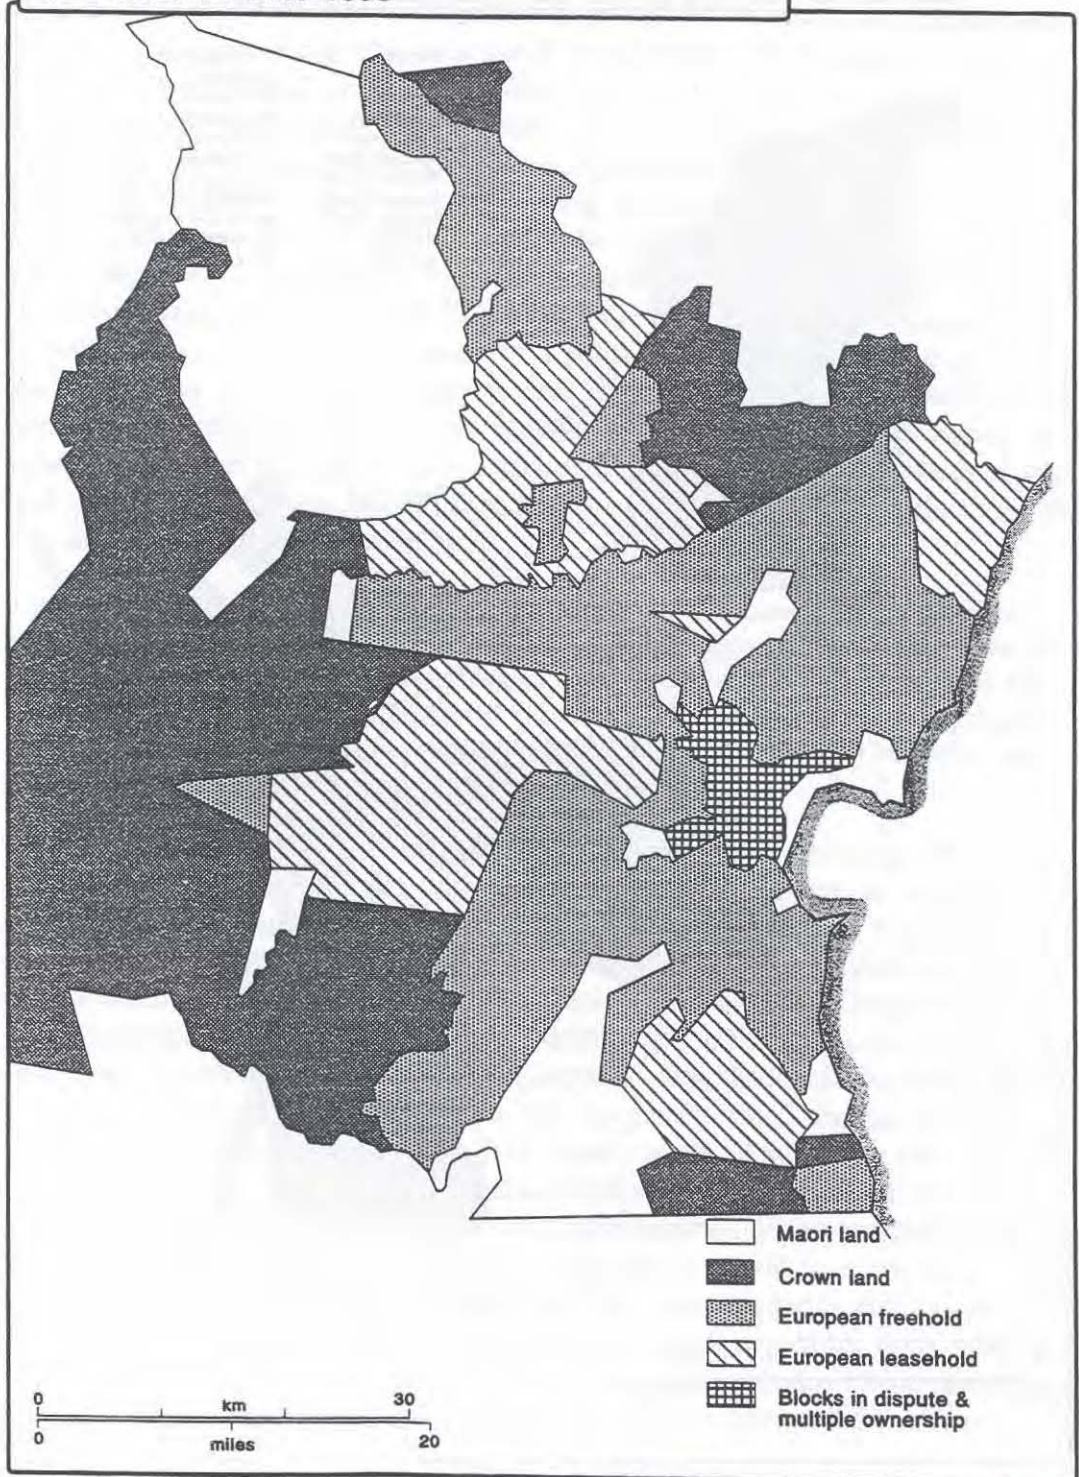 Maori land
Crown land
European freehold
European leasehold
Blocks in dispute &
multiple ownership
0 km 30
0 miles 20